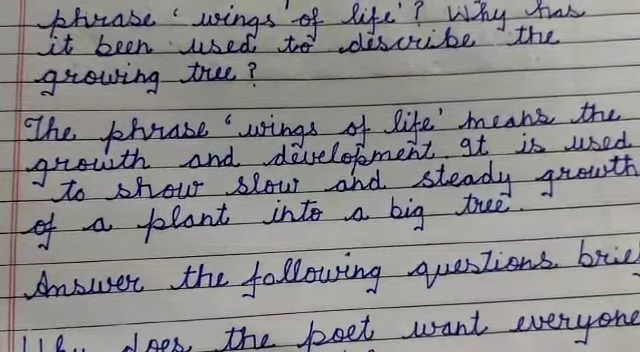 phrase 'wings of life'? Why has
it been used to describe the
growing tree?
The phrase 'wings of life' means the
growth and development. It is used
to show slow and steady growth
of a plant into a big tree.
Answer the following questions brie
does the poet want everyone